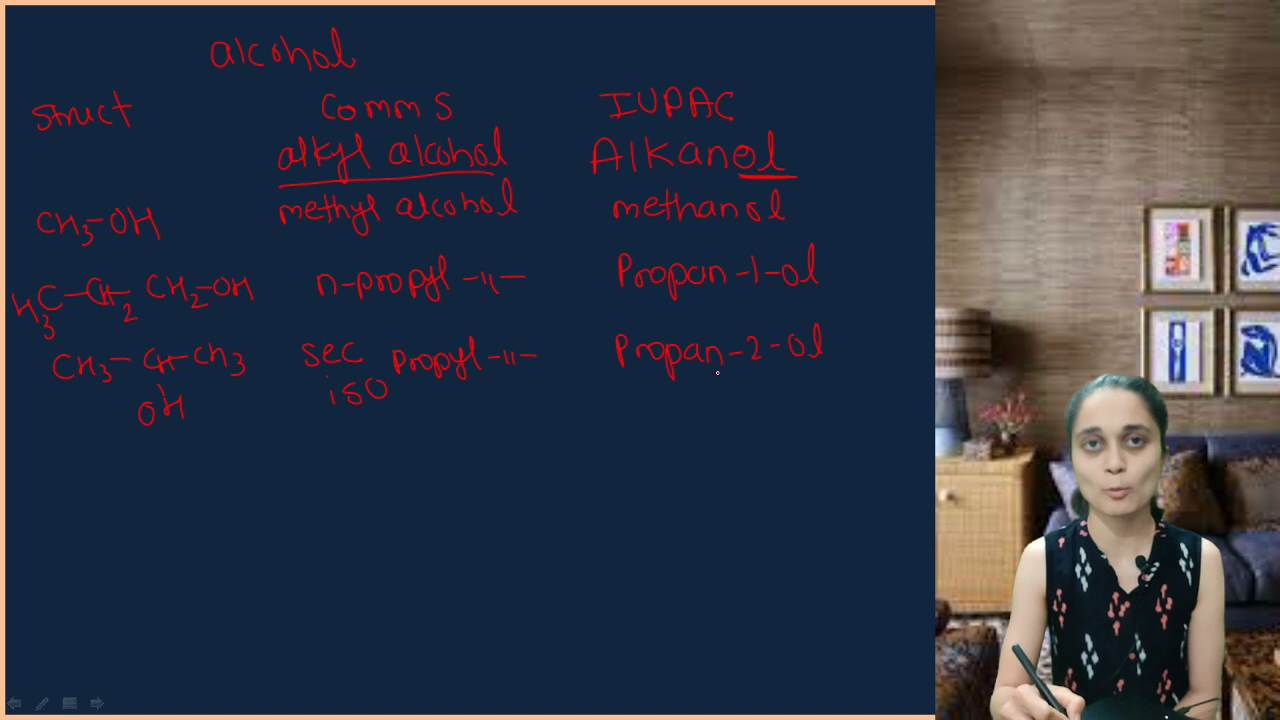 alcohol
Struct Comm S IUPAC
alkyl alcohol Alkanol
CH3-OH methyl alcohol methanol
H3C-CH2 CH2-OH n-propyl -11- Propan-1-ol
CH3-CH-CH3 sec Propyl-11- Propan-2-ol
OH iso